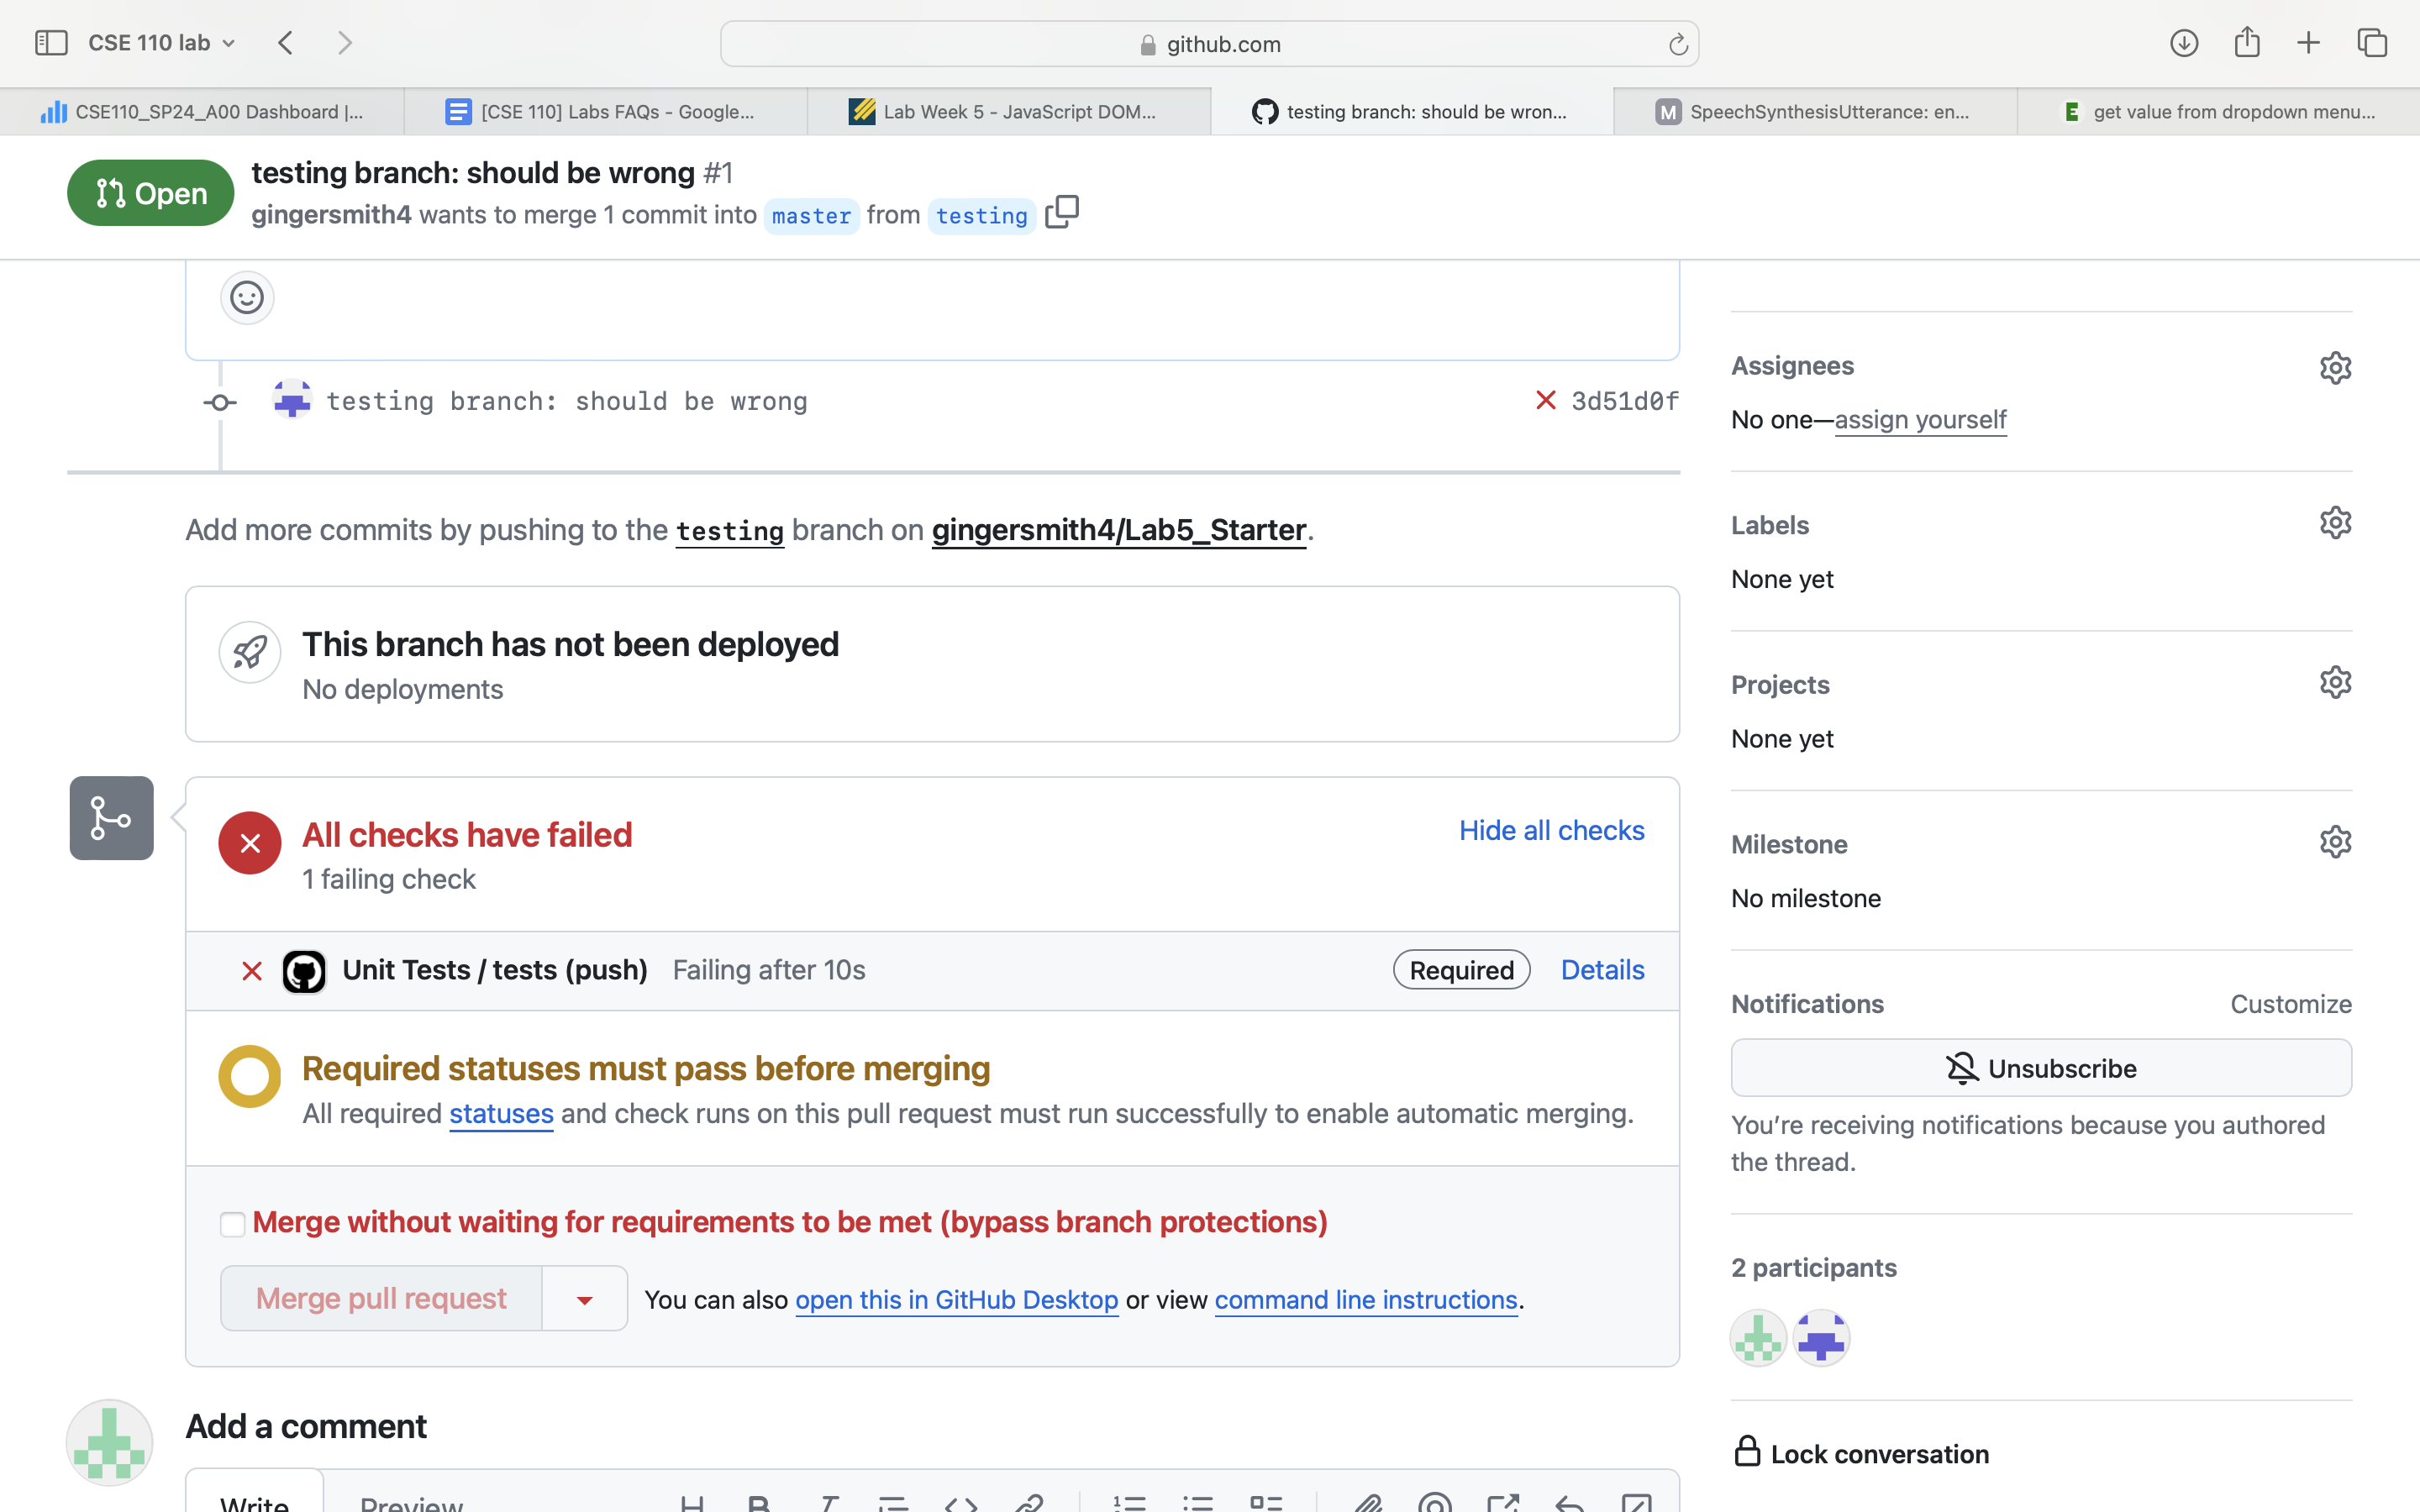 CSE 110 lab
github.com
CSE110_SP24_A00 Dashboard |...
[CSE 110] Labs FAQs - Google...
Lab Week 5 - JavaScript DOM...
testing branch: should be wron...
M SpeechSynthesisUtterance: en...
E get value from dropdown menu...
Open
testing branch: should be wrong #1
gingersmith4 wants to merge 1 commit into master from testing
testing branch: should be wrong
3d51d0f
Add more commits by pushing to the testing branch on gingersmith4/Lab5_Starter.
This branch has not been deployed
No deployments
All checks have failed
Hide all checks
1 failing check
Unit Tests / tests (push) Failing after 10s
Required
Details
Required statuses must pass before merging
All required statuses and check runs on this pull request must run successfully to enable automatic merging.
Merge without waiting for requirements to be met (bypass branch protections)
Merge pull request
You can also open this in GitHub Desktop or view command line instructions.
Add a comment
Write
Preview
Assignees
No one—assign yourself
Labels
None yet
Projects
None yet
Milestone
No milestone
Notifications
Customize
Unsubscribe
You're receiving notifications because you authored
the thread.
2 participants
Lock conversation